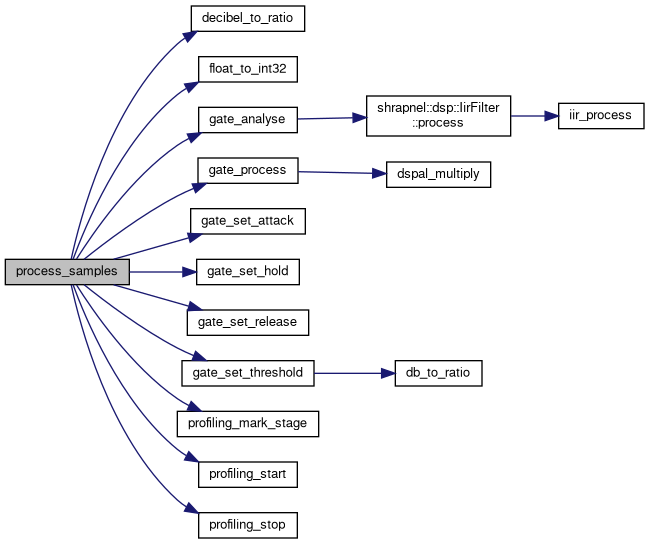 decibel_to_ratio
float_to_int32
gate_analyse
shrapnel::dsp::IirFilter
::process
iir_process
gate_process
dspal_multiply
gate_set_attack
process_samples
gate_set_hold
gate_set_release
gate_set_threshold
db_to_ratio
profiling_mark_stage
profiling_start
profiling_stop